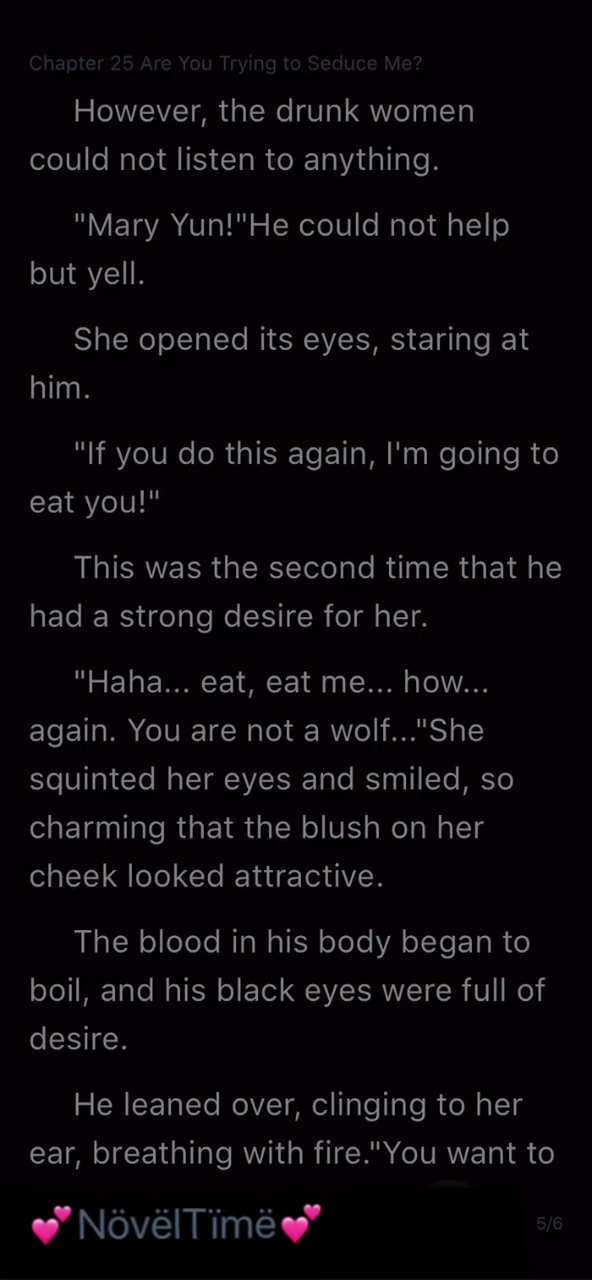 Chapter 25 Are You Trying to Seduce Me?
However, the drunk women
could not listen to anything.
"Mary Yun!"He could not help
but yell.
She opened its eyes, staring at
him.
"If you do this again, I'm going to
eat you!"
This was the second time that he
had a strong desire for her.
"Haha... eat, eat me... how...
again. You are not a wolf..."She
squinted her eyes and smiled, so
charming that the blush on her
cheek looked attractive.
The blood in his body began to
boil, and his black eyes were full of
desire.
He leaned over, clinging to her
ear, breathing with fire."You want to
💕NövëlTïmë💕
5/6